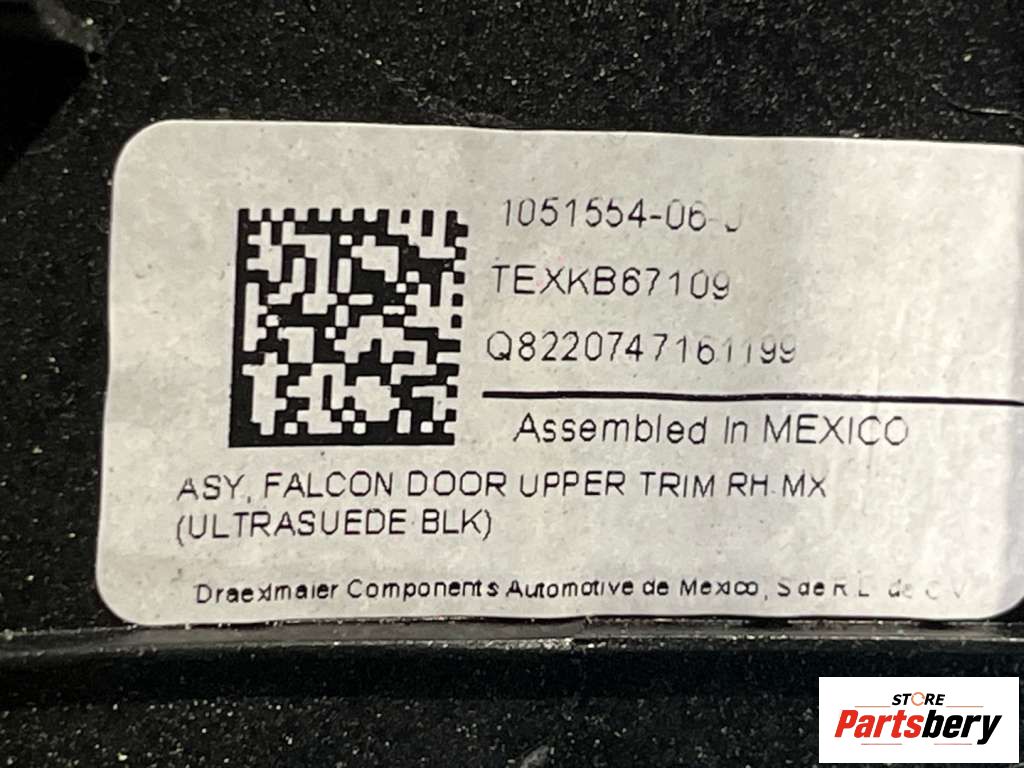 1051554-06-J
TEXKB67109
Q8220747161199
Assembled In MEXICO
ASY, FALCON DOOR UPPER TRIM RH-MX
(ULTRASUEDE BLK)
Draexlmaier Components Automotive de Mexico, S de R.L. de C.V
STORE
Partsbery